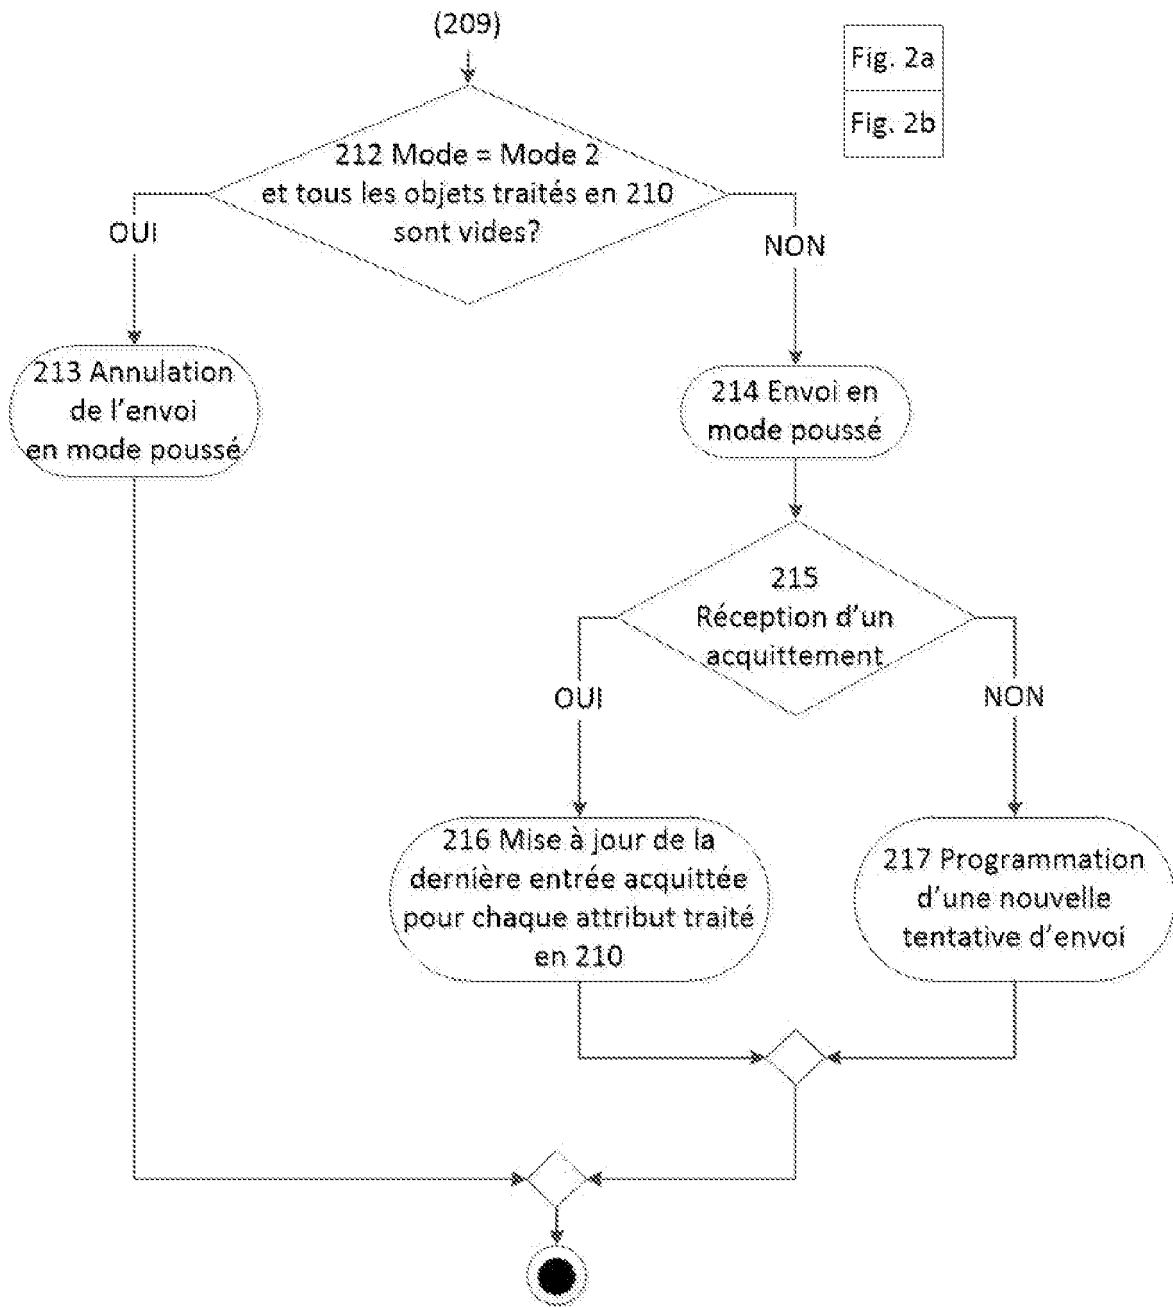 (209)
Fig. 2a
Fig. 2b
212 Mode = Mode 2
et tous les objets traités en 210
sont vides?
OUI
NON
213 Annulation
de l'envoi
en mode poussé
214 Envoi en
mode poussé
215
Réception d'un
acquittement
OUI
NON
216 Mise à jour de la
dernière entrée acquittée
pour chaque attribut traité
en 210
217 Programmation
d'une nouvelle
tentative d'envoi